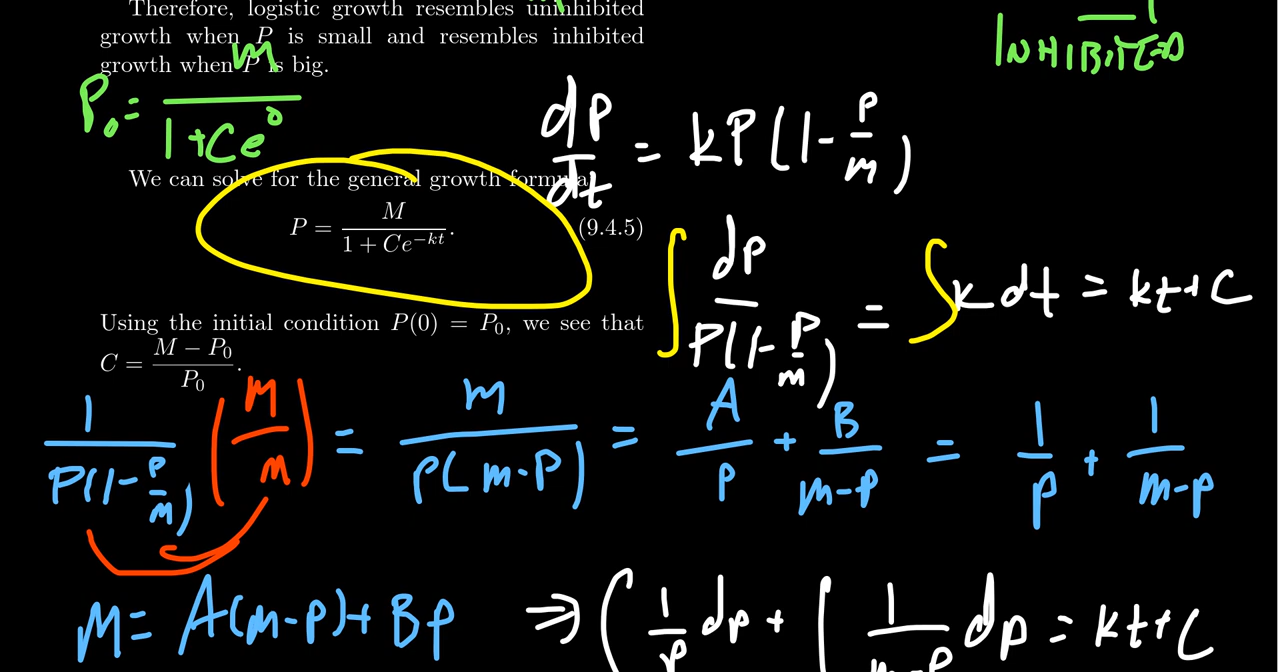 Therefore, logistic growth resembles uninhibited
growth when P is small and resembles inhibited
growth when P is big.
INHIBITED
P₀ = m / (1 + Ce⁰)
dP/dt = kP(1 - P/m)
We can solve for the general growth formula
P = M / (1 + Ce^{-kt}). (9.4.5)
∫ dP / (P(1 - P/m)) = ∫ k dt = kt + C
Using the initial condition P(0) = P₀, we see that
C = (M − P₀) / P₀.
1 / (P(1 - P/m)) (M/m) = m / (P(m - P)) = A/P + B/(m - P) = 1/P + 1/(m - P)
M = A(m - P) + BP ⇒ ∫ 1/P dP + ∫ 1/(m - P) dP = kt + C